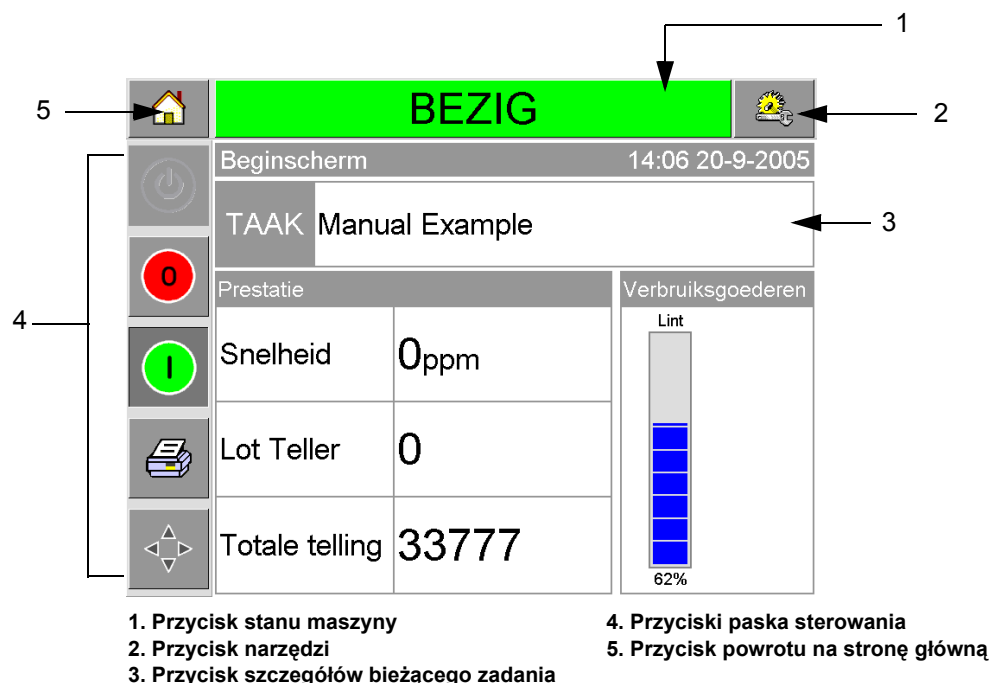 1
5
BEZIG
2
Beginscherm 14:06 20-9-2005
TAAK Manual Example
3
0
Prestatie
Verbruiksgoederen
4
Lint
Snelheid 0ppm
I
Lot Teller 0
Totale telling 33777
62%
1. Przycisk stanu maszyny
2. Przycisk narzędzi
3. Przycisk szczegółów bieżącego zadania
4. Przyciski paska sterowania
5. Przycisk powrotu na stronę główną